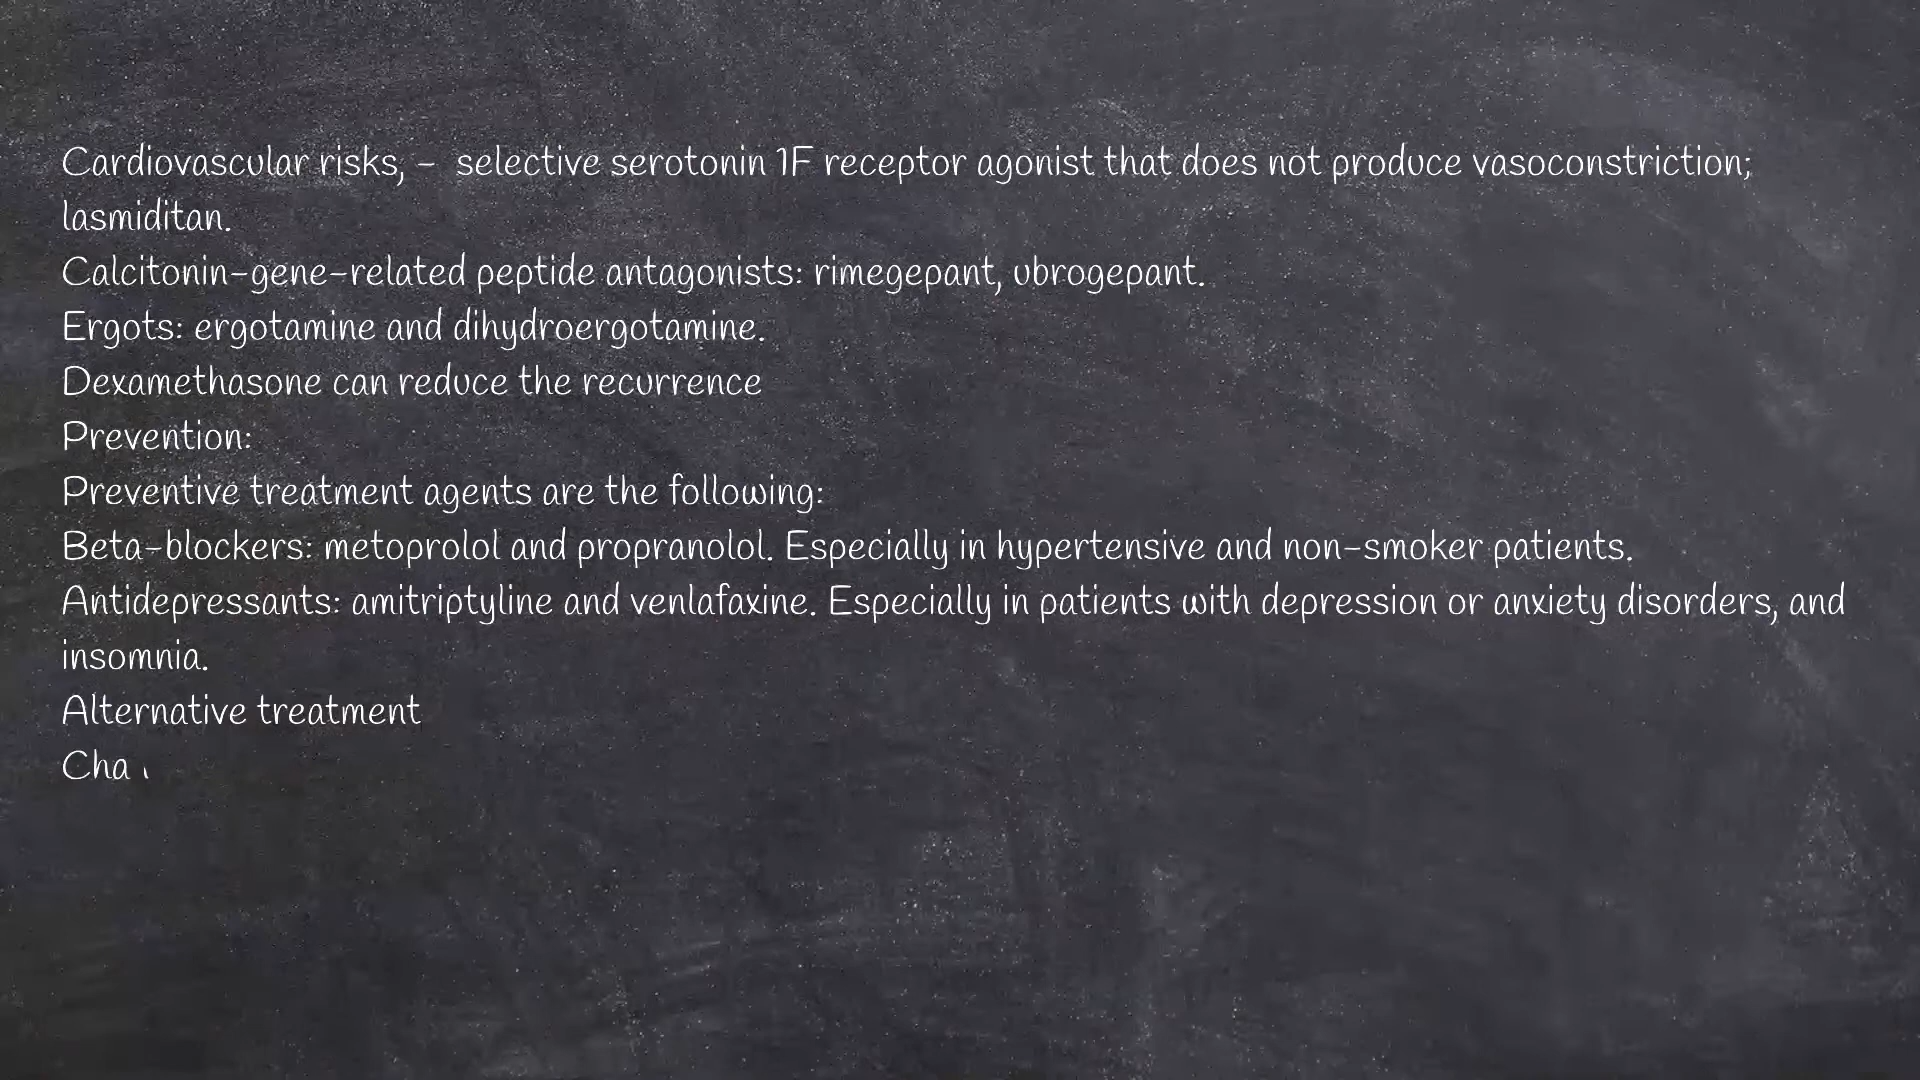 Cardiovascular risks, - selective serotonin 1F receptor agonist that does not produce vasoconstriction;
lasmiditan.
Calcitonin-gene-related peptide antagonists: rimegepant, ubrogepant.
Ergots: ergotamine and dihydroergotamine.
Dexamethasone can reduce the recurrence
Prevention:
Preventive treatment agents are the following:
Beta-blockers: metoprolol and propranolol. Especially in hypertensive and non-smoker patients.
Antidepressants: amitriptyline and venlafaxine. Especially in patients with depression or anxiety disorders, and
insomnia.
Alternative treatment
Cha